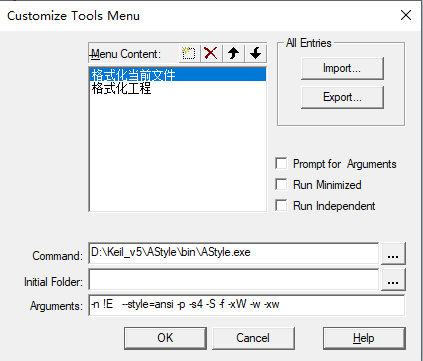 Customize Tools Menu
Menu Content:
All Entries
格式化当前文件
格式化工程
Import...
Export...
Prompt for Arguments
Run Minimized
Run Independent
Command:
D:\Keil_v5\AStyle\bin\AStyle.exe
...
Initial Folder:
...
Arguments:
-n !E --style=ansi -p -s4 -S -f -xW -w -xw
OK
Cancel
Help